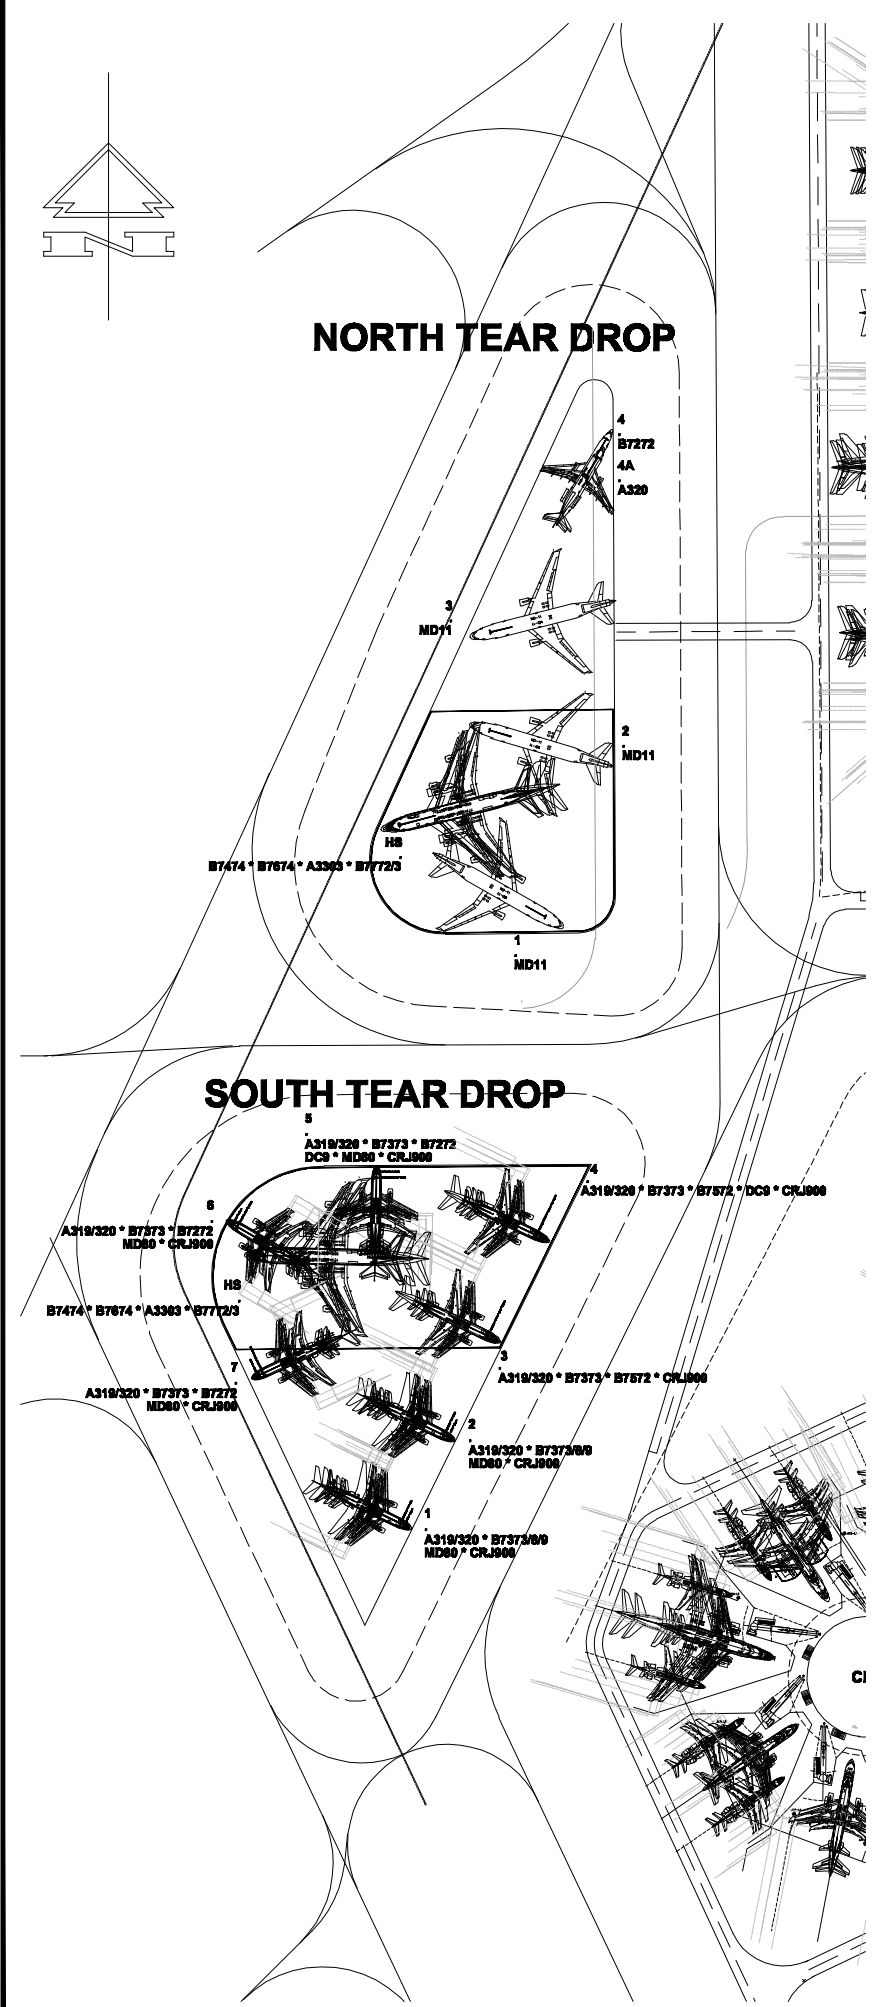 N
NORTH TEAR DROP
4
B7272
4A
A320
3
MD11
2
MD11
HS
B7474 * B7674 * A3303 * B7772/3
1
MD11
SOUTH TEAR DROP
5
A319/320 * B7373 * B7272
DC9 * MD80 * CRJ900
4
A319/320 * B7373 * B7572 * DC9 * CRJ900
6
A319/320 * B7373 * B7272
MD80 * CRJ900
HS
B7474 * B7674 * A3303 * B7772/3
3
A319/320 * B7373 * B7572 * CRJ900
7
A319/320 * B7373 * B7272
MD80 * CRJ900
2
A319/320 * B7373/8/9
MD80 * CRJ900
1
A319/320 * B7373/8/9
MD80 * CRJ900